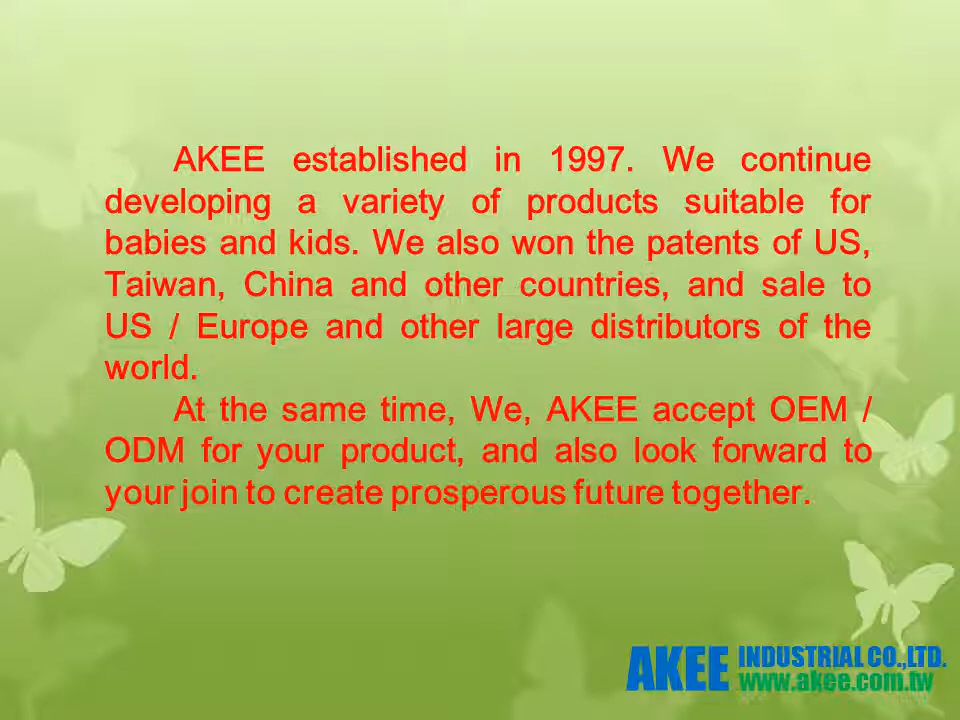 AKEE established in 1997. We continue
developing a variety of products suitable for
babies and kids. We also won the patents of US,
Taiwan, China and other countries, and sale to
US / Europe and other large distributors of the
world.
At the same time, We, AKEE accept OEM /
ODM for your product, and also look forward to
your join to create prosperous future together.
AKEE INDUSTRIAL CO.,LTD.
www.akee.com.tw